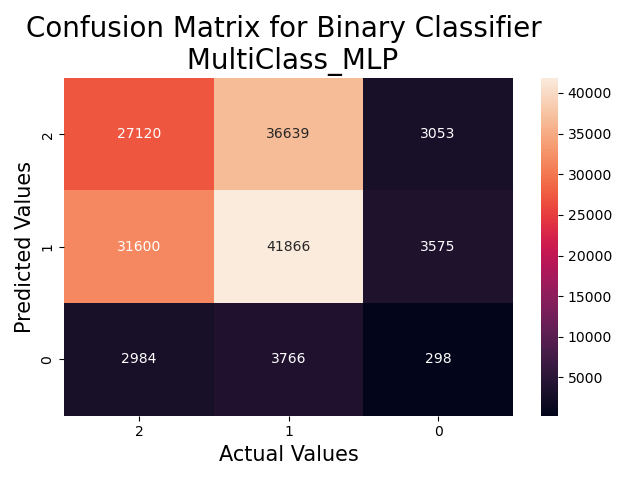 Confusion Matrix for Binary Classifier
MultiClass_MLP
Predicted Values
2
27120 36639 3053
1
31600 41866 3575
0
2984 3766 298
2 1 0
Actual Values
40000
35000
30000
25000
20000
15000
10000
5000